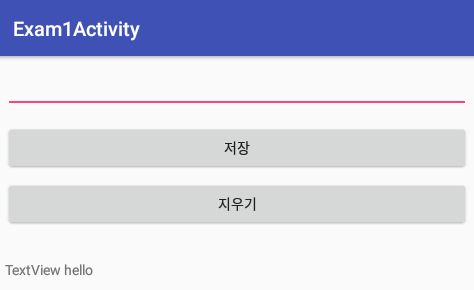 Exam1Activity
저장
지우기
TextView hello